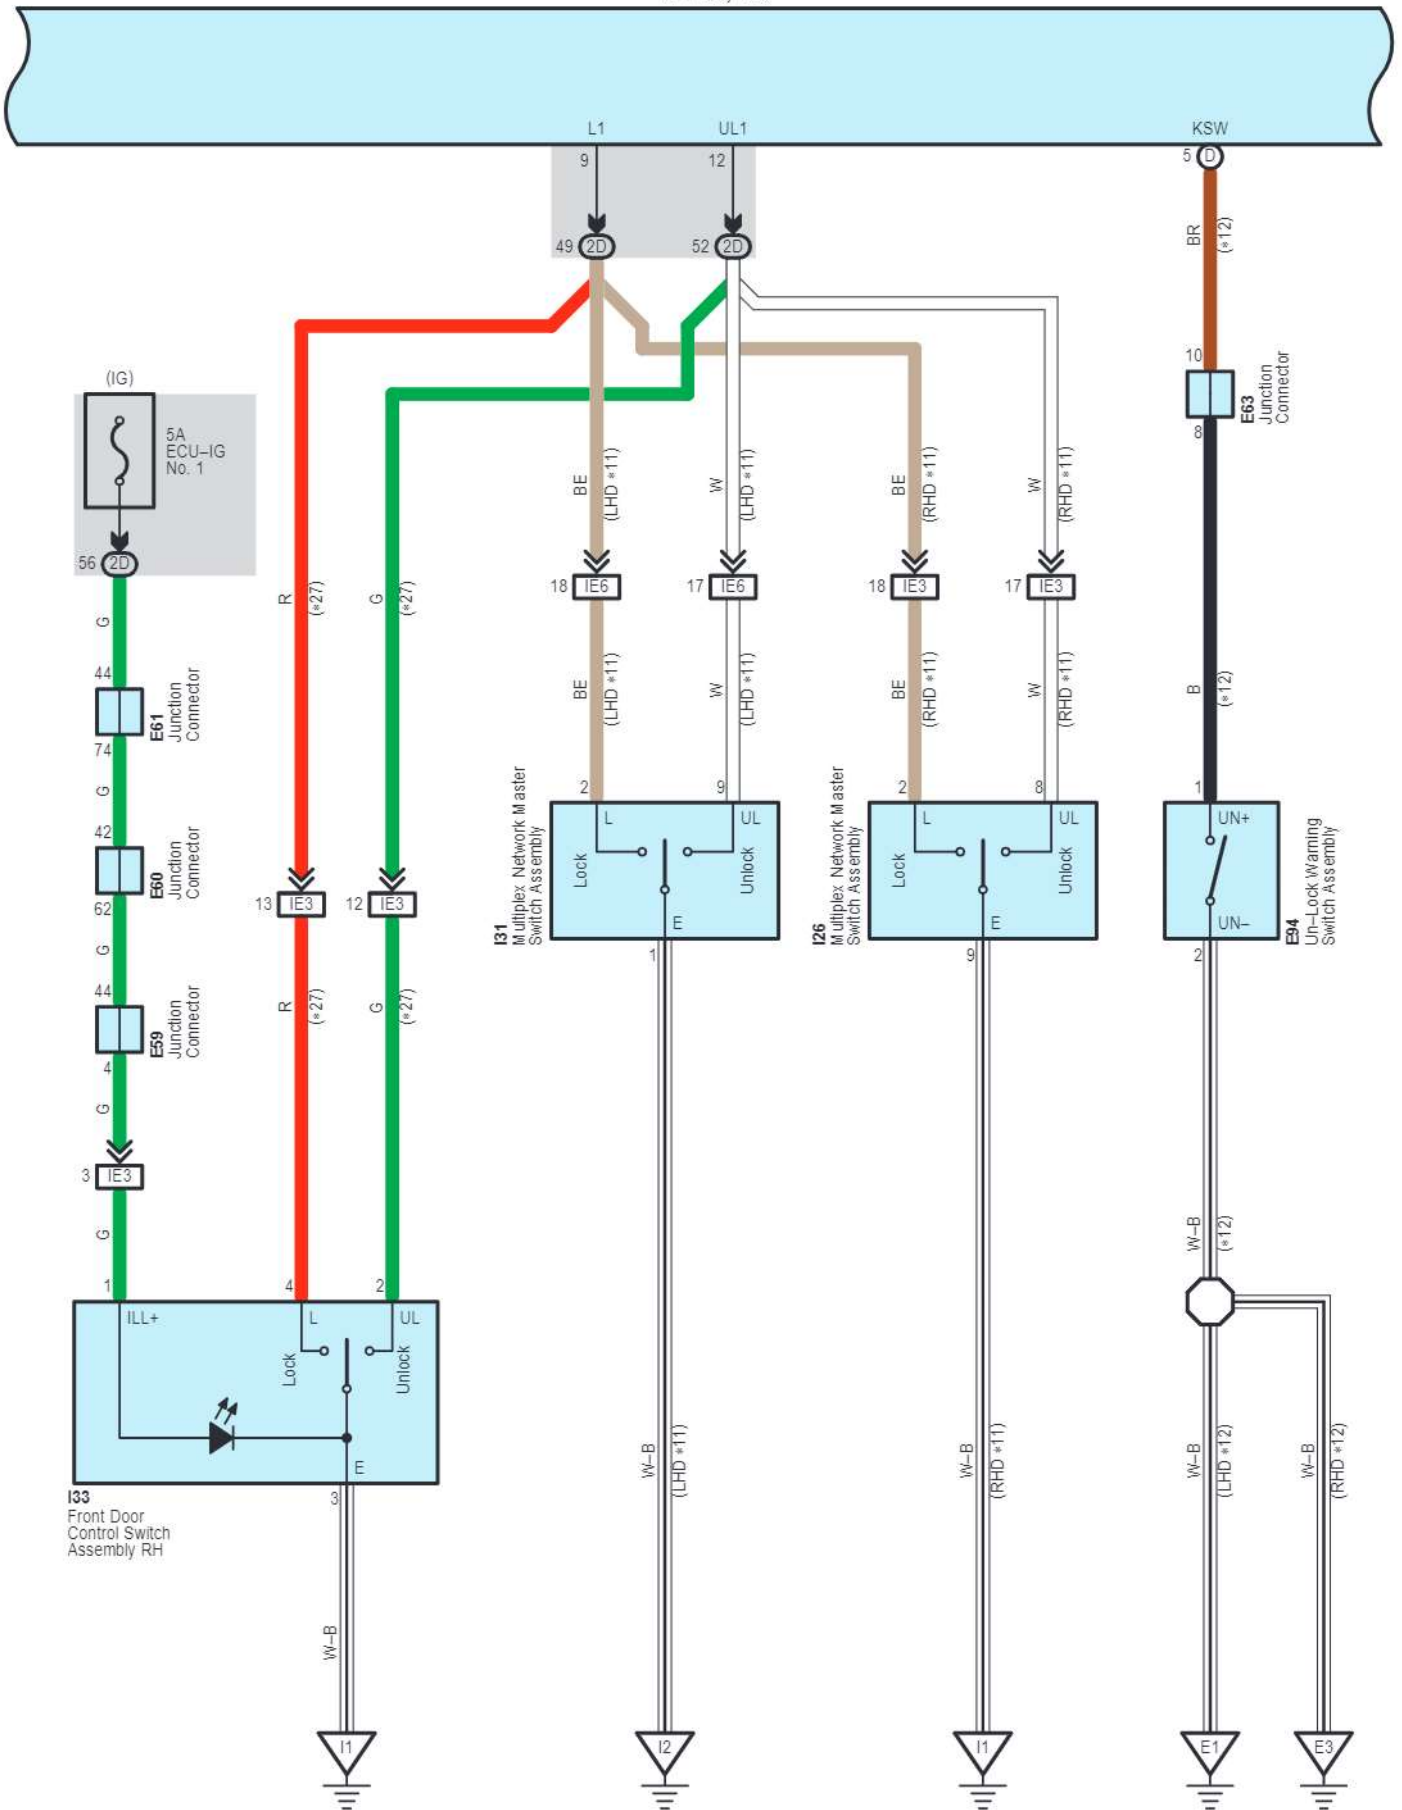 L1
UL1
KSW
9
12
5
D
49
2D
52
2D
BR
(*12)
10
E63
Junction
Connector
8
(IG)
5A
ECU–IG
No. 1
56
2D
BE
(LHD *11)
W
(LHD *11)
BE
(RHD *11)
W
(RHD *11)
18
IE6
17
IE6
18
IE3
17
IE3
R
(*27)
G
(*27)
G
44
E61
Junction
Connector
74
BE
(LHD *11)
W
(LHD *11)
BE
(RHD *11)
W
(RHD *11)
B
(*12)
G
42
E60
Junction
Connector
62
2
9
2
8
1
I31
Multiplex Network Master
Switch Assembly
L
UL
Lock
Unlock
E
1
I26
Multiplex Network Master
Switch Assembly
L
UL
Lock
Unlock
E
9
UN+
UN–
E94
Un–Lock Warning
Switch Assembly
2
13
IE3
12
IE3
G
44
E59
Junction
Connector
4
R
(*27)
G
(*27)
G
3
IE3
G
W–B
(*12)
1
4
2
ILL+
L
UL
Lock
Unlock
E
I33
Front Door
Control Switch
Assembly RH
3
W–B
W–B
(LHD *11)
W–B
(RHD *11)
W–B
(LHD *12)
W–B
(RHD *12)
I1
I2
I1
E1
E3